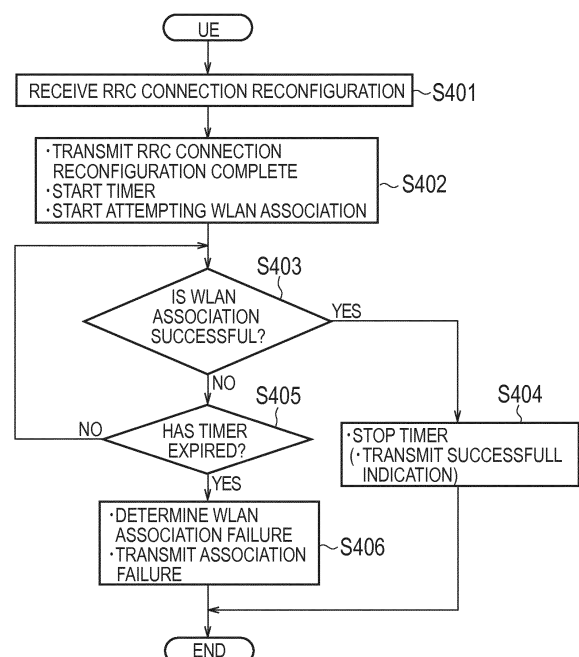 UE
RECEIVE RRC CONNECTION RECONFIGURATION
S401
·TRANSMIT RRC CONNECTION
RECONFIGURATION COMPLETE
·START TIMER
·START ATTEMPTING WLAN ASSOCIATION
S402
S403
IS WLAN
ASSOCIATION
SUCCESSFUL?
YES
NO
S405
HAS TIMER
EXPIRED?
NO
YES
S404
·STOP TIMER
(·TRANSMIT SUCCESSFULL
INDICATION)
·DETERMINE WLAN
ASSOCIATION FAILURE
·TRANSMIT ASSOCIATION
FAILURE
S406
END